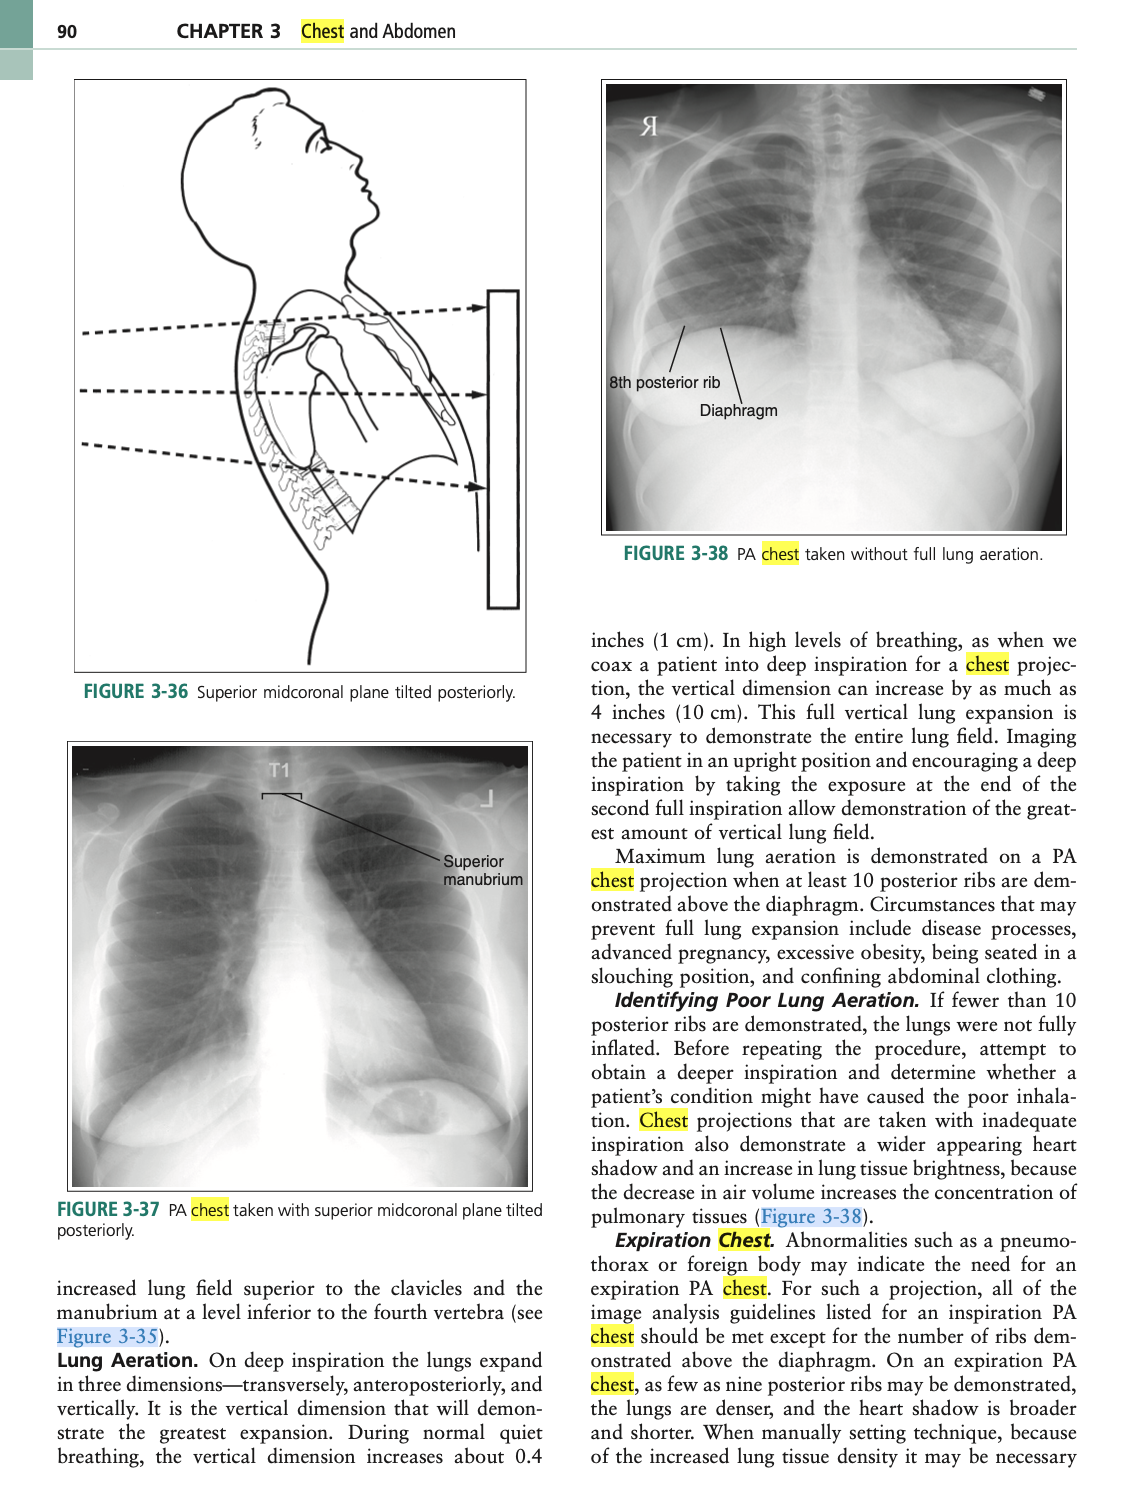 90 CHAPTER 3 Chest and Abdomen
FIGURE 3-36 Superior midcoronal plane tilted posteriorly.
T1
L
Superior
manubrium
FIGURE 3-37 PA chest taken with superior midcoronal plane tilted
posteriorly.
increased lung field superior to the clavicles and the
manubrium at a level inferior to the fourth vertebra (see
Figure 3-35).
Lung Aeration. On deep inspiration the lungs expand
in three dimensions—transversely, anteroposteriorly, and
vertically. It is the vertical dimension that will demon-
strate the greatest expansion. During normal quiet
breathing, the vertical dimension increases about 0.4
R
8th posterior rib
Diaphragm
FIGURE 3-38 PA chest taken without full lung aeration.
inches (1 cm). In high levels of breathing, as when we
coax a patient into deep inspiration for a chest projec-
tion, the vertical dimension can increase by as much as
4 inches (10 cm). This full vertical lung expansion is
necessary to demonstrate the entire lung field. Imaging
the patient in an upright position and encouraging a deep
inspiration by taking the exposure at the end of the
second full inspiration allow demonstration of the great-
est amount of vertical lung field.
Maximum lung aeration is demonstrated on a PA
chest projection when at least 10 posterior ribs are dem-
onstrated above the diaphragm. Circumstances that may
prevent full lung expansion include disease processes,
advanced pregnancy, excessive obesity, being seated in a
slouching position, and confining abdominal clothing.
Identifying Poor Lung Aeration. If fewer than 10
posterior ribs are demonstrated, the lungs were not fully
inflated. Before repeating the procedure, attempt to
obtain a deeper inspiration and determine whether a
patient's condition might have caused the poor inhala-
tion. Chest projections that are taken with inadequate
inspiration also demonstrate a wider appearing heart
shadow and an increase in lung tissue brightness, because
the decrease in air volume increases the concentration of
pulmonary tissues (Figure 3-38).
Expiration Chest. Abnormalities such as a pneumo-
thorax or foreign body may indicate the need for an
expiration PA chest. For such a projection, all of the
image analysis guidelines listed for an inspiration PA
chest should be met except for the number of ribs dem-
onstrated above the diaphragm. On an expiration PA
chest, as few as nine posterior ribs may be demonstrated,
the lungs are denser, and the heart shadow is broader
and shorter. When manually setting technique, because
of the increased lung tissue density it may be necessary